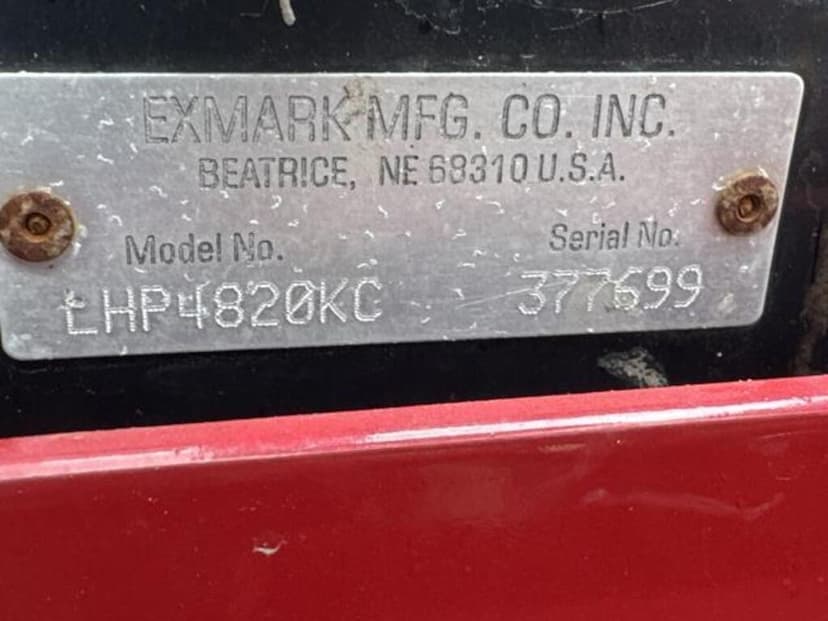 EXMARK MFG. CO. INC.
BEATRICE, NE 68310 U.S.A.
Model No. Serial No.
LHP4820KC 377699